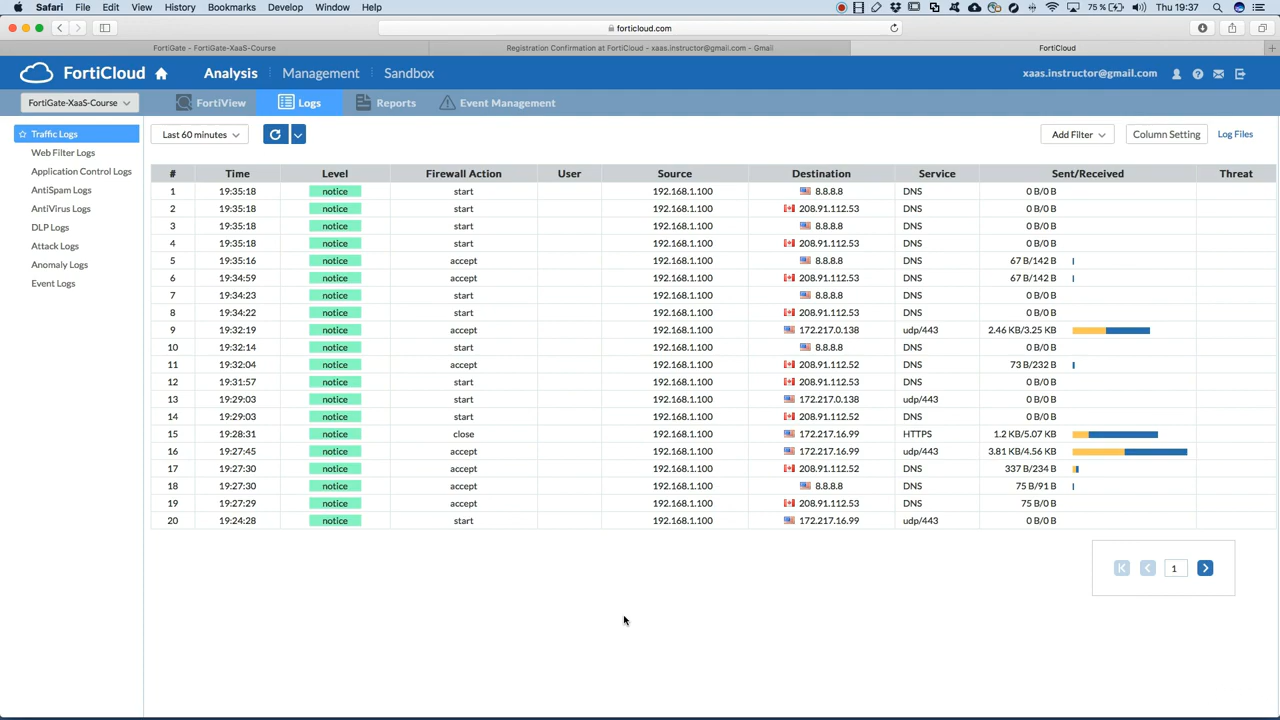 Safari File Edit View History Bookmarks Develop Window Help 75 % Thu 19:37
forticloud.com
FortiGate - FortiGate-XaaS-Course Registration Confirmation at FortiCloud - xaas.instructor@gmail.com - Gmail FortiCloud
FortiCloud Analysis Management Sandbox xaas.instructor@gmail.com
FortiGate-XaaS-Course FortiView Logs Reports Event Management
Traffic Logs
Web Filter Logs
Application Control Logs
AntiSpam Logs
AntiVirus Logs
DLP Logs
Attack Logs
Anomaly Logs
Event Logs
Last 60 minutes Add Filter Column Setting Log Files
# Time Level Firewall Action User Source Destination Service Sent/Received Threat
1 19:35:18 notice start 192.168.1.100 8.8.8.8 DNS 0 B/0 B
2 19:35:18 notice start 192.168.1.100 208.91.112.53 DNS 0 B/0 B
3 19:35:18 notice start 192.168.1.100 8.8.8.8 DNS 0 B/0 B
4 19:35:18 notice start 192.168.1.100 208.91.112.53 DNS 0 B/0 B
5 19:35:16 notice accept 192.168.1.100 8.8.8.8 DNS 67 B/142 B
6 19:34:59 notice accept 192.168.1.100 208.91.112.53 DNS 67 B/142 B
7 19:34:23 notice start 192.168.1.100 8.8.8.8 DNS 0 B/0 B
8 19:34:22 notice start 192.168.1.100 208.91.112.53 DNS 0 B/0 B
9 19:32:19 notice accept 192.168.1.100 172.217.0.138 udp/443 2.46 KB/3.25 KB
10 19:32:14 notice start 192.168.1.100 8.8.8.8 DNS 0 B/0 B
11 19:32:04 notice accept 192.168.1.100 208.91.112.52 DNS 73 B/232 B
12 19:31:57 notice start 192.168.1.100 208.91.112.53 DNS 0 B/0 B
13 19:29:03 notice start 192.168.1.100 172.217.0.138 udp/443 0 B/0 B
14 19:29:03 notice start 192.168.1.100 208.91.112.52 DNS 0 B/0 B
15 19:28:31 notice close 192.168.1.100 172.217.16.99 HTTPS 1.2 KB/5.07 KB
16 19:27:45 notice accept 192.168.1.100 172.217.16.99 udp/443 3.81 KB/4.56 KB
17 19:27:30 notice accept 192.168.1.100 208.91.112.52 DNS 337 B/234 B
18 19:27:30 notice accept 192.168.1.100 8.8.8.8 DNS 75 B/91 B
19 19:27:29 notice accept 192.168.1.100 208.91.112.53 DNS 75 B/0 B
20 19:24:28 notice start 192.168.1.100 172.217.16.99 udp/443 0 B/0 B
1